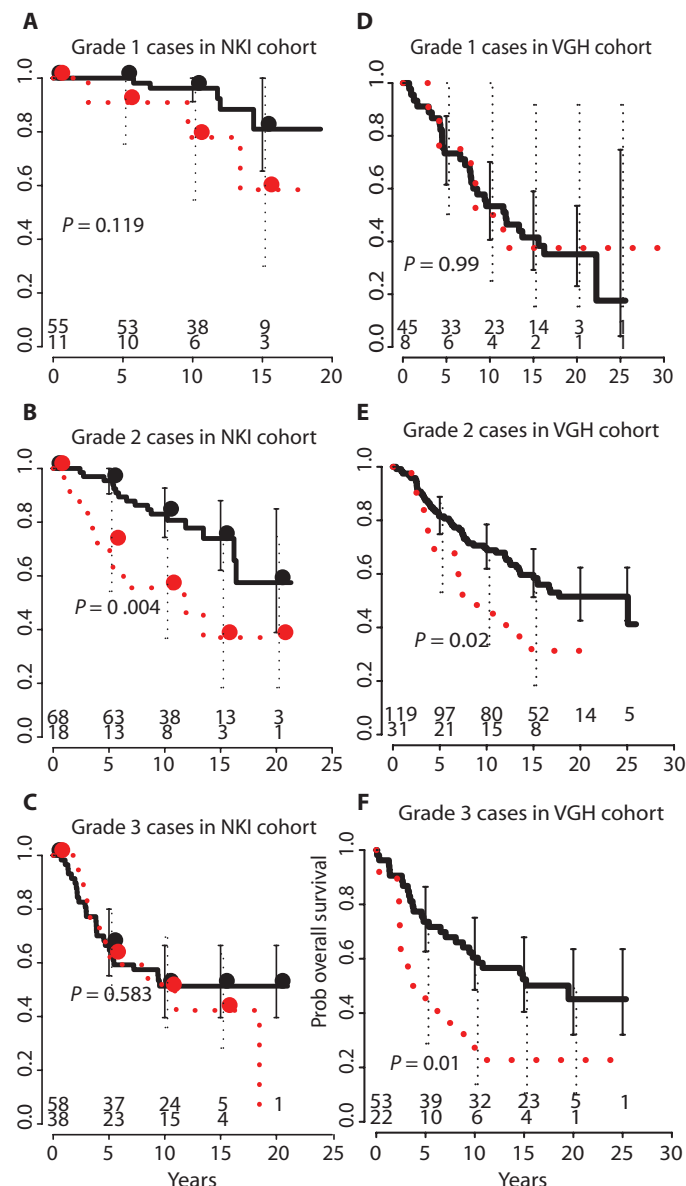 A
Grade 1 cases in NKI cohort
1.0
0.8
0.6
0.4
0.2
0.0
P = 0.119
55 53 38 9
11 10 6 3
0 5 10 15 20
D
Grade 1 cases in VGH cohort
1.0
0.8
0.6
0.4
0.2
0.0
P = 0.99
45 33 23 14 3 1
8 6 4 2 1 1
0 5 10 15 20 25 30
B
Grade 2 cases in NKI cohort
1.0
0.8
0.6
0.4
0.2
0.0
P = 0 .004
68 63 38 13 3
18 13 8 3 1
0 5 10 15 20 25
E
Grade 2 cases in VGH cohort
1.0
0.8
0.6
0.4
0.2
0.0
P = 0.02
119 97 80 52 14 5
31 21 15 8
0 5 10 15 20 25 30
C
Grade 3 cases in NKI cohort
1.0
0.8
0.6
0.4
0.2
0.0
P = 0.583
58 37 24 5 1
38 23 15 4
0 5 10 15 20 25
Years
F
Grade 3 cases in VGH cohort
Prob overall survival
1.0
0.8
0.6
0.4
0.2
0.0
P = 0.01
53 39 32 23 5 1
22 10 6 4 1
0 5 10 15 20 25 30
Years